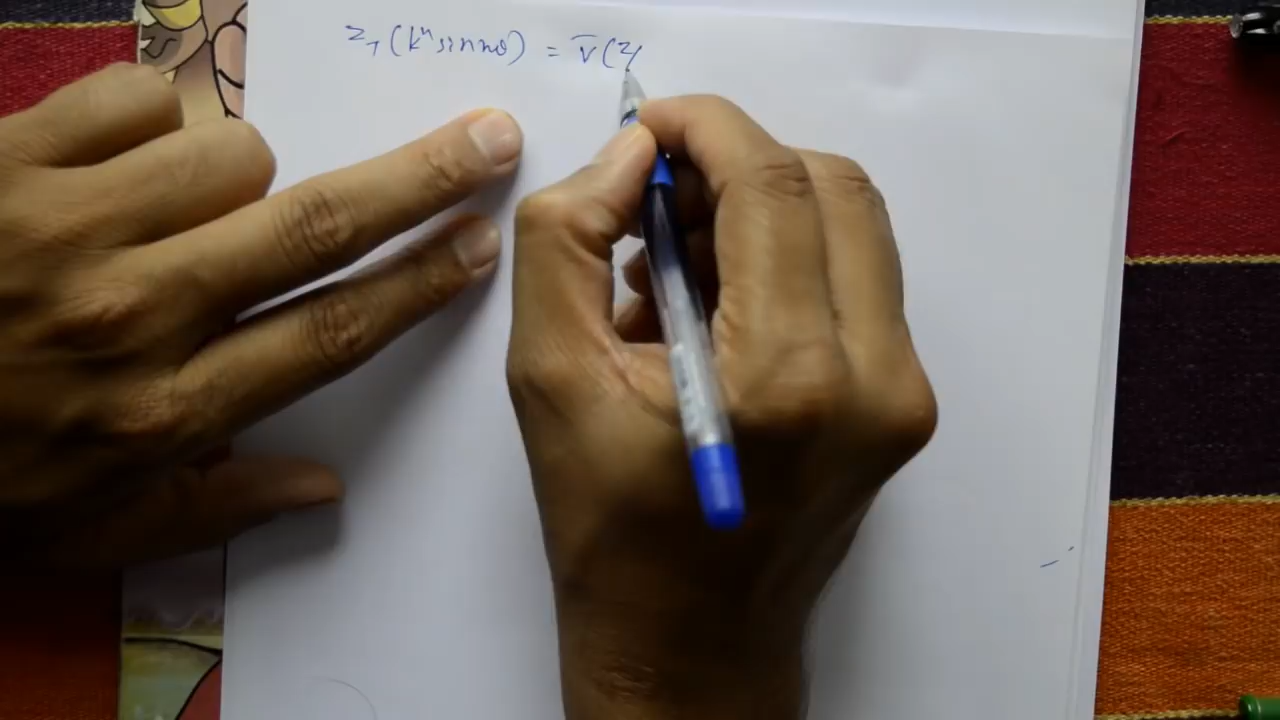 Z_T(k^n sin nθ) = v̅(z/